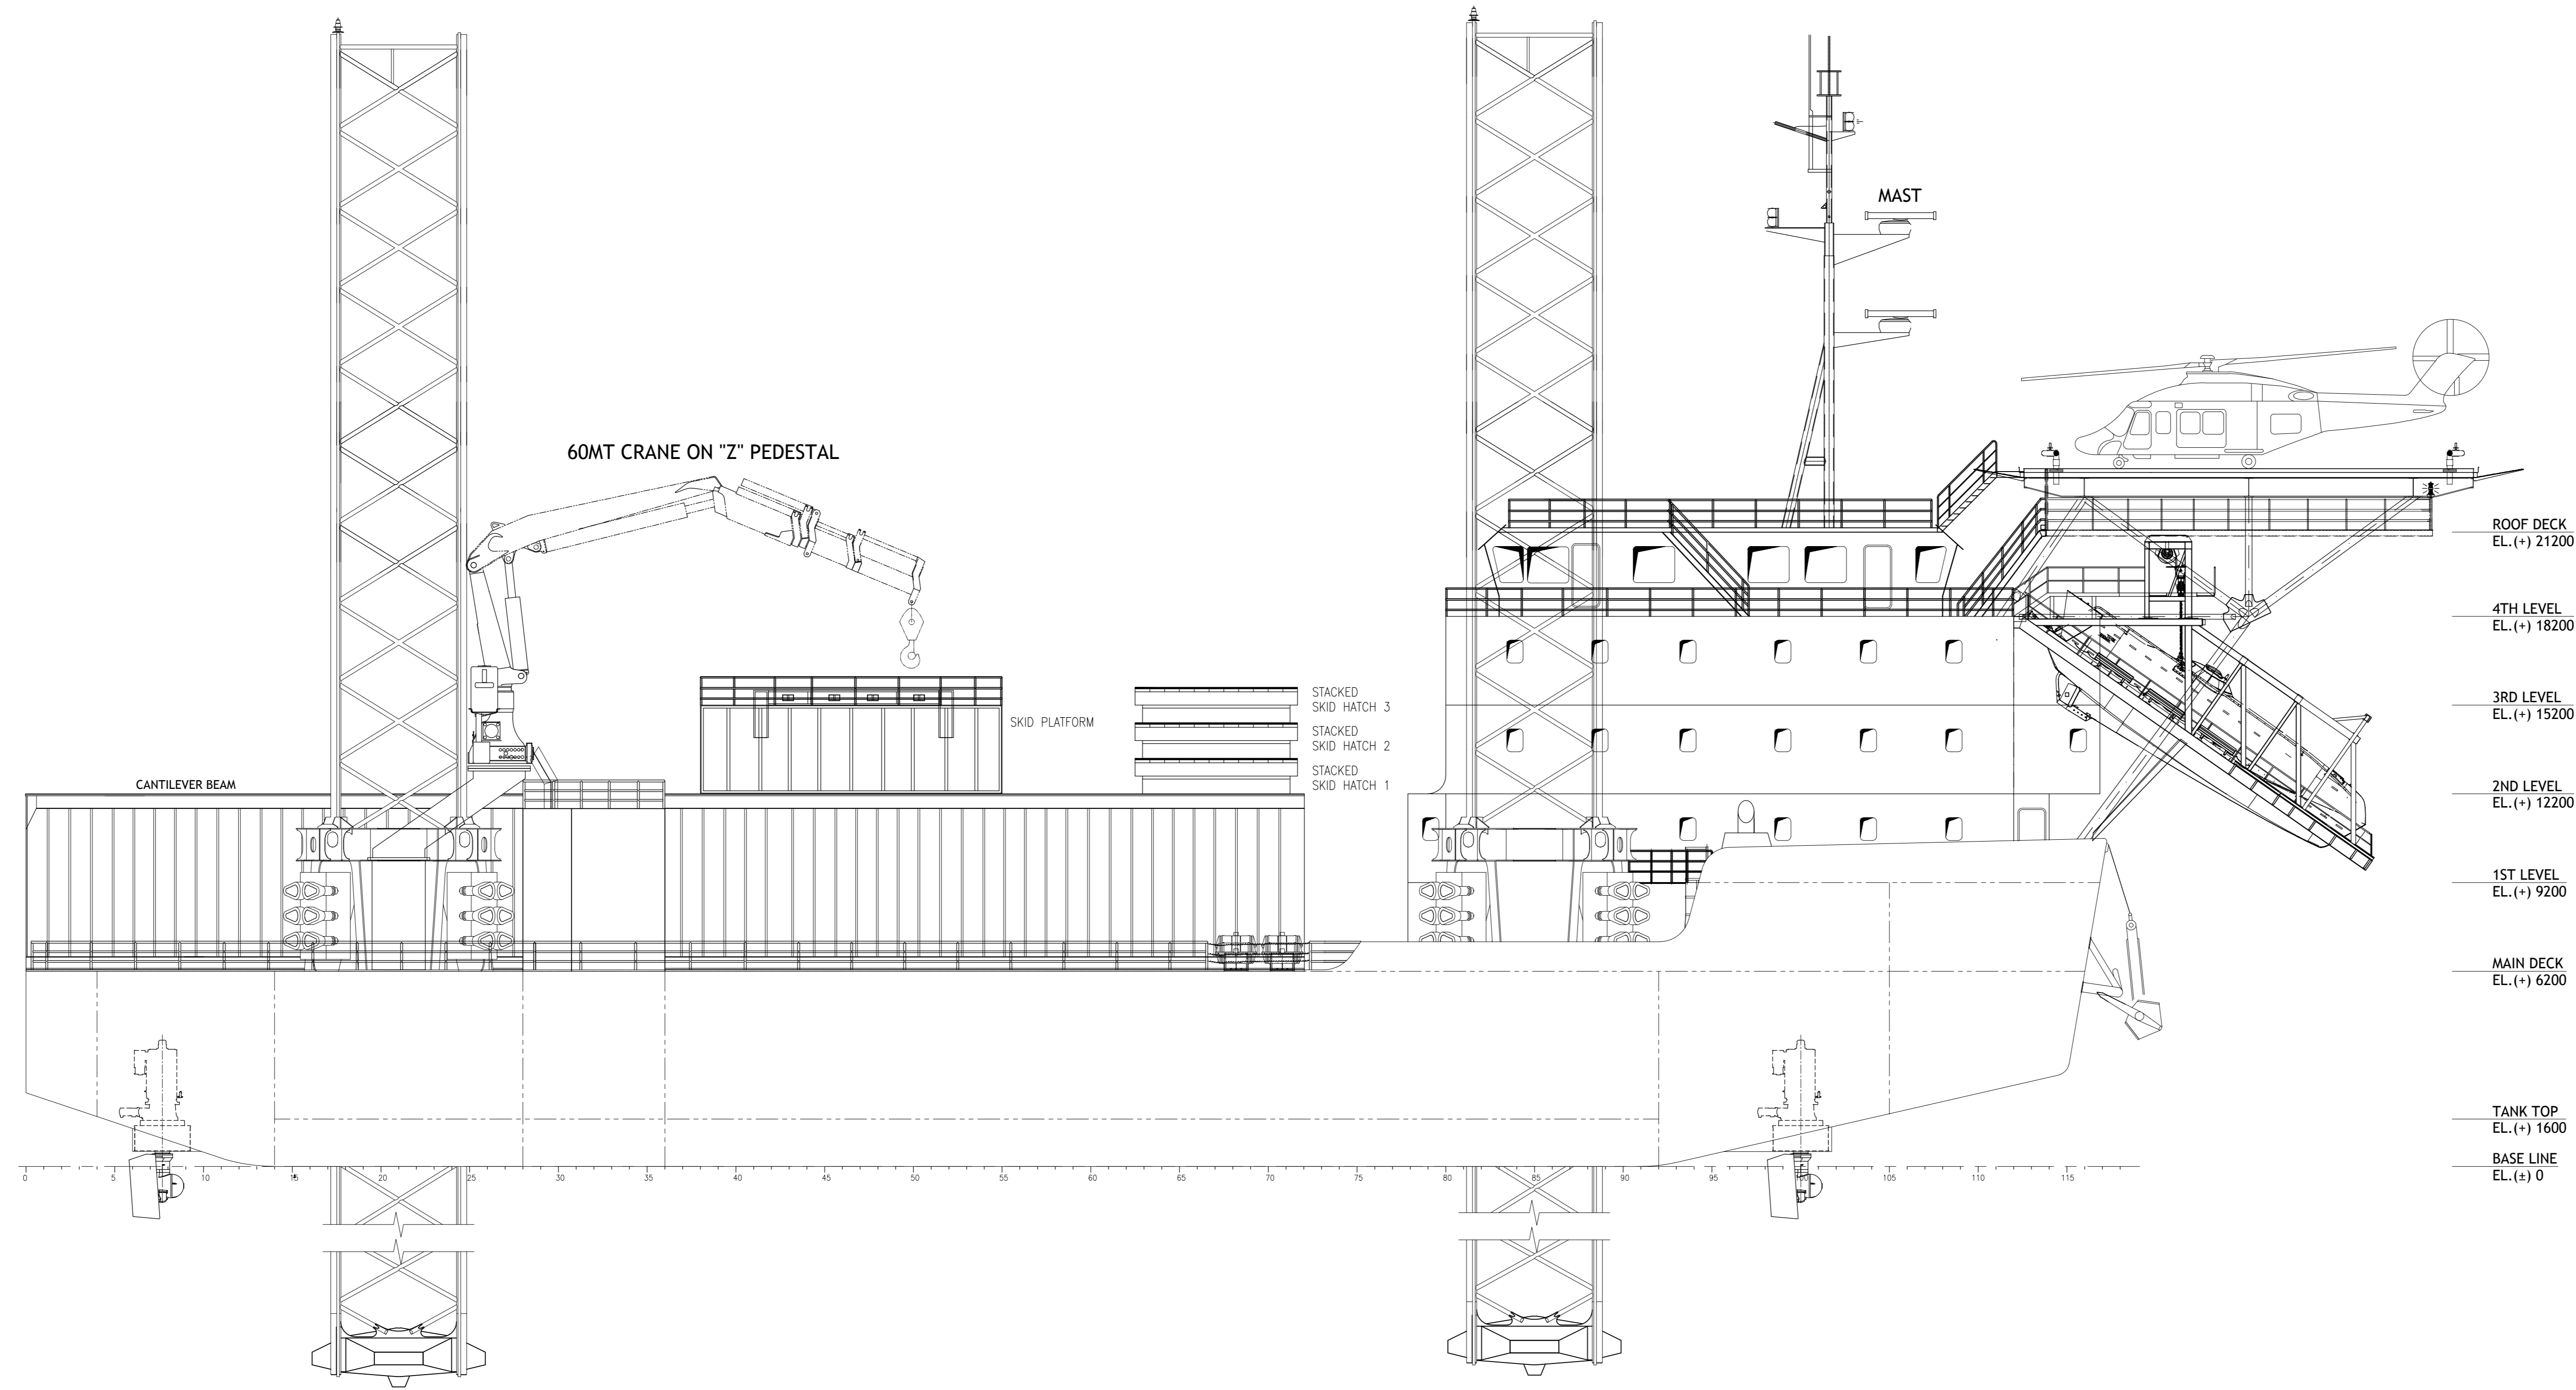 MAST
60MT CRANE ON "Z" PEDESTAL
ROOF DECK
EL.(+) 21200
4TH LEVEL
EL.(+) 18200
STACKED
SKID HATCH 3
SKID PLATFORM
3RD LEVEL
EL.(+) 15200
STACKED
SKID HATCH 2
STACKED
SKID HATCH 1
CANTILEVER BEAM
2ND LEVEL
EL.(+) 12200
1ST LEVEL
EL.(+) 9200
MAIN DECK
EL.(+) 6200
TANK TOP
EL.(+) 1600
BASE LINE
EL.(±) 0
0 5 10 15 20 25 30 35 40 45 50 55 60 65 70 75 80 85 90 95 100 105 110 115